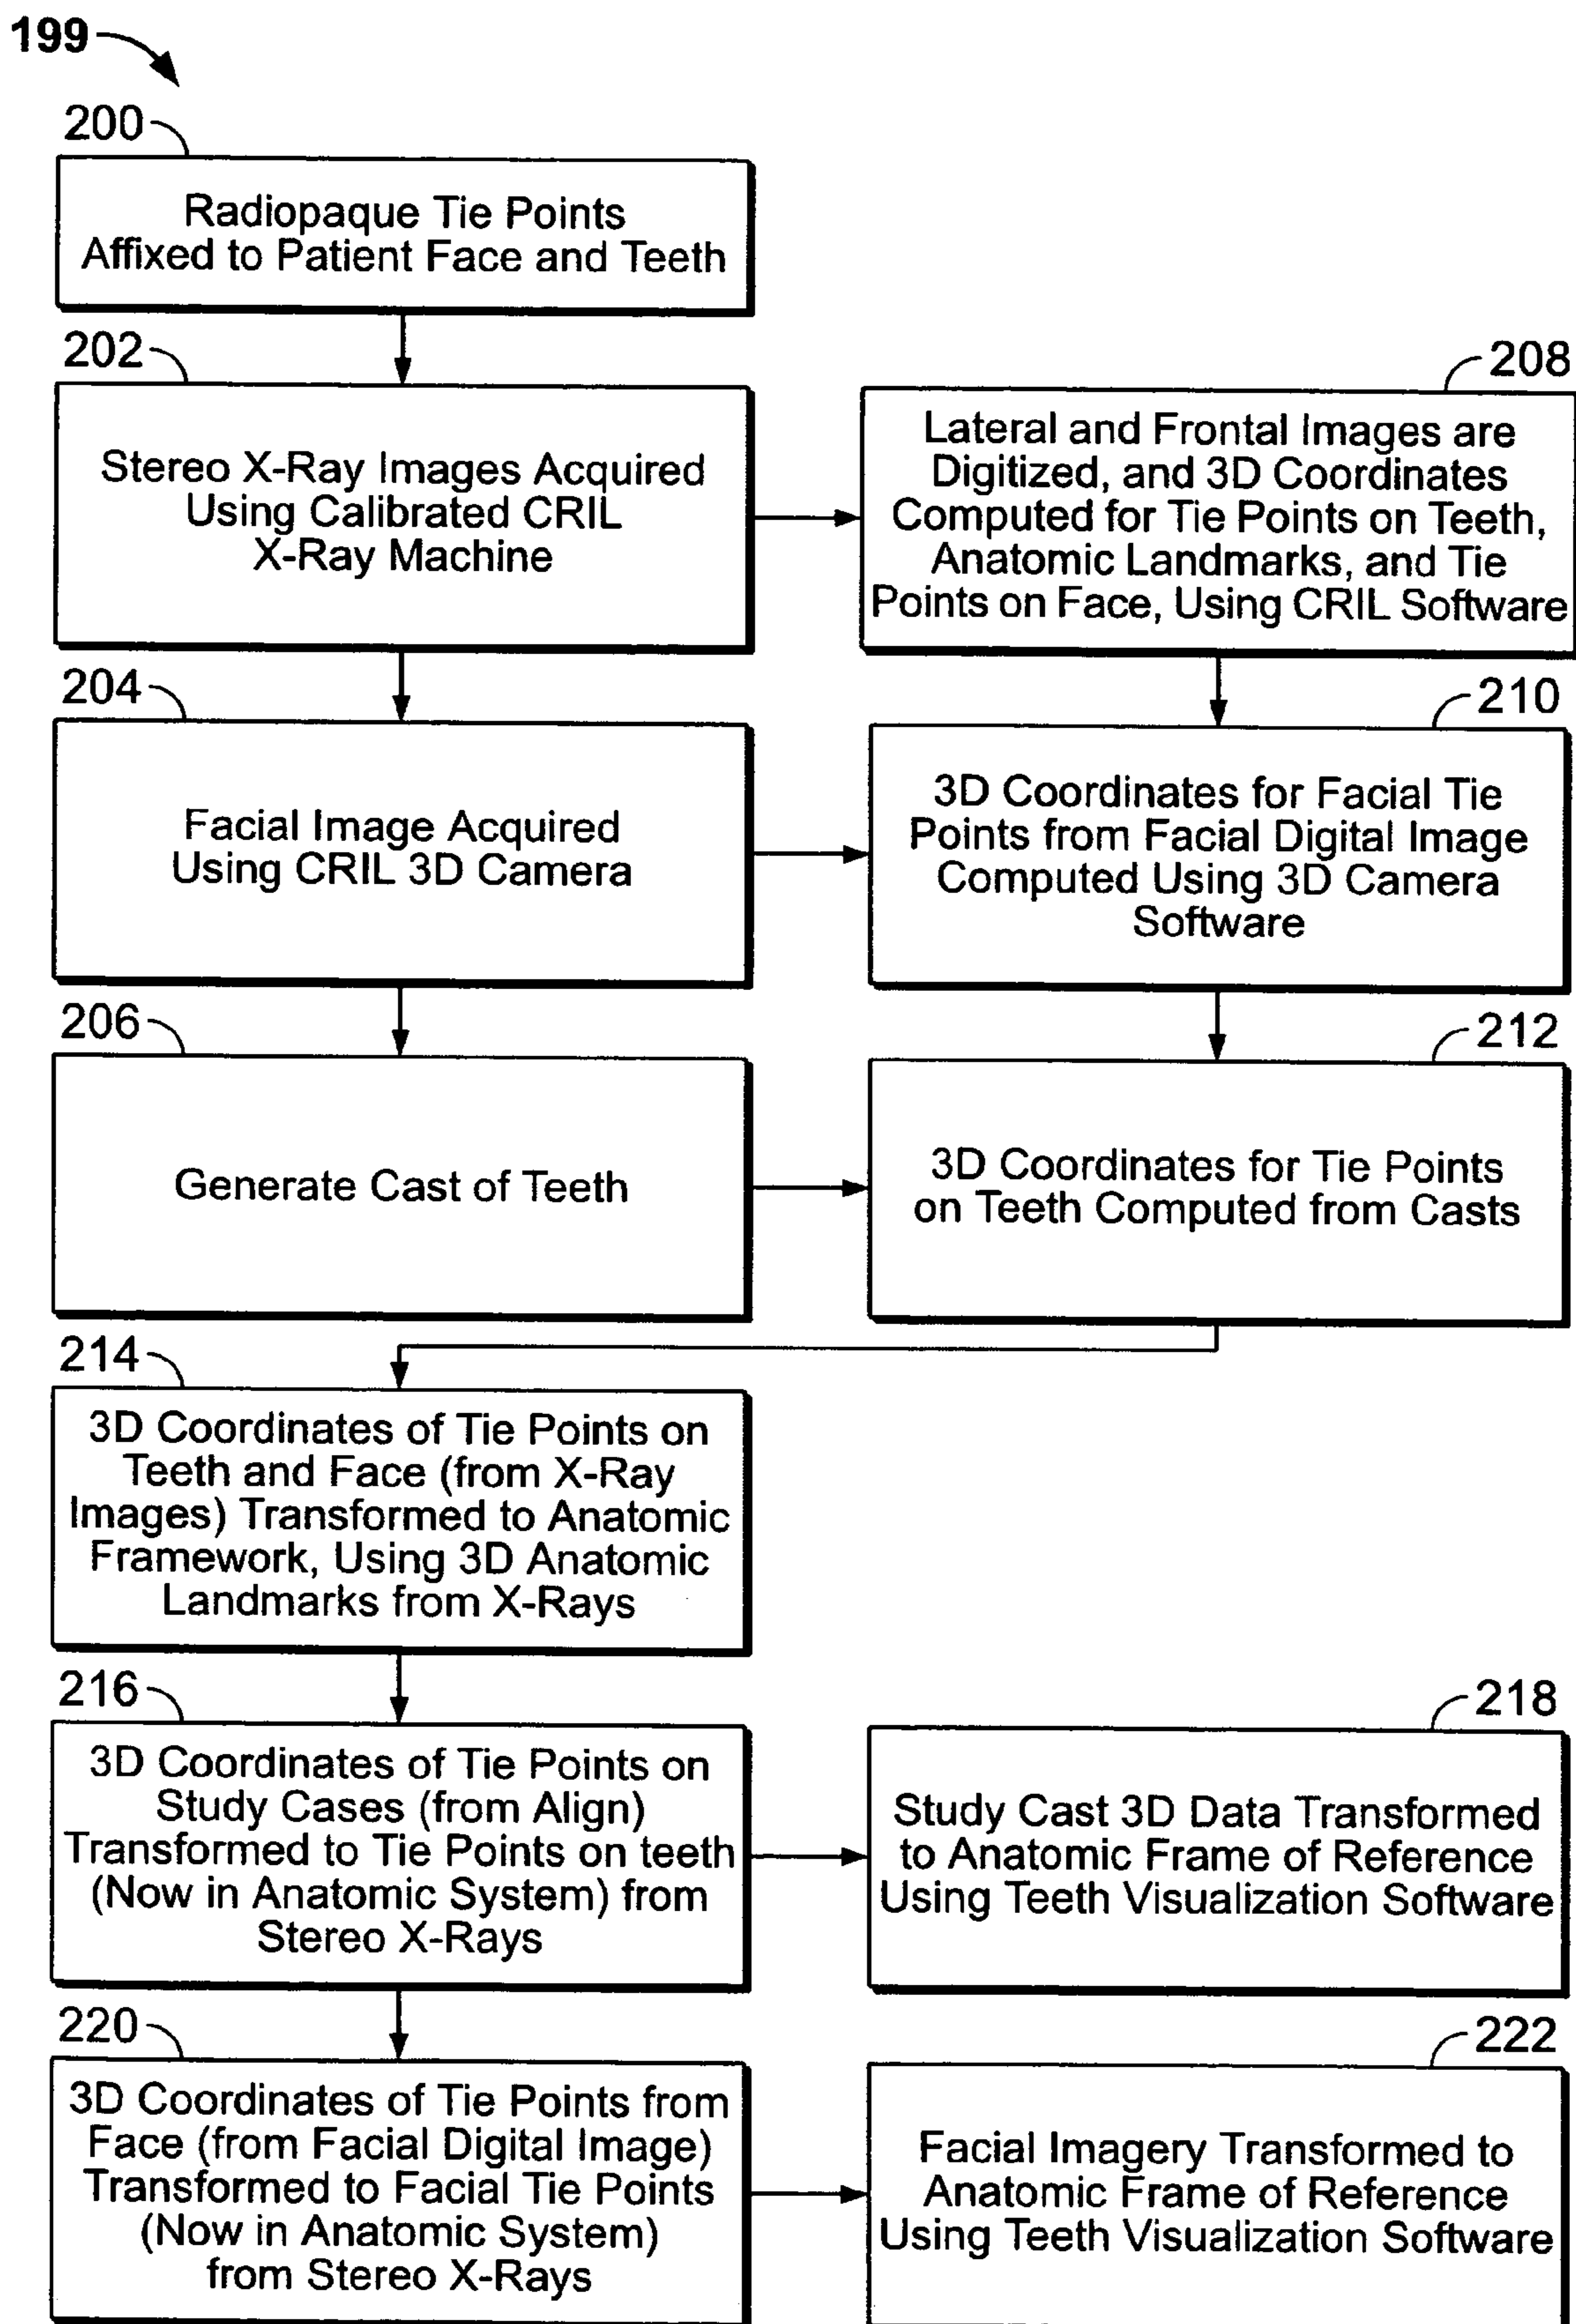 199
200
Radiopaque Tie Points
Affixed to Patient Face and Teeth
202
Stereo X-Ray Images Acquired
Using Calibrated CRIL
X-Ray Machine
208
Lateral and Frontal Images are
Digitized, and 3D Coordinates
Computed for Tie Points on Teeth,
Anatomic Landmarks, and Tie
Points on Face, Using CRIL Software
204
Facial Image Acquired
Using CRIL 3D Camera
210
3D Coordinates for Facial Tie
Points from Facial Digital Image
Computed Using 3D Camera
Software
206
Generate Cast of Teeth
212
3D Coordinates for Tie Points
on Teeth Computed from Casts
214
3D Coordinates of Tie Points on
Teeth and Face (from X-Ray
Images) Transformed to Anatomic
Framework, Using 3D Anatomic
Landmarks from X-Rays
216
3D Coordinates of Tie Points on
Study Cases (from Align)
Transformed to Tie Points on teeth
(Now in Anatomic System) from
Stereo X-Rays
218
Study Cast 3D Data Transformed
to Anatomic Frame of Reference
Using Teeth Visualization Software
220
3D Coordinates of Tie Points from
Face (from Facial Digital Image)
Transformed to Facial Tie Points
(Now in Anatomic System)
from Stereo X-Rays
222
Facial Imagery Transformed to
Anatomic Frame of Reference
Using Teeth Visualization Software